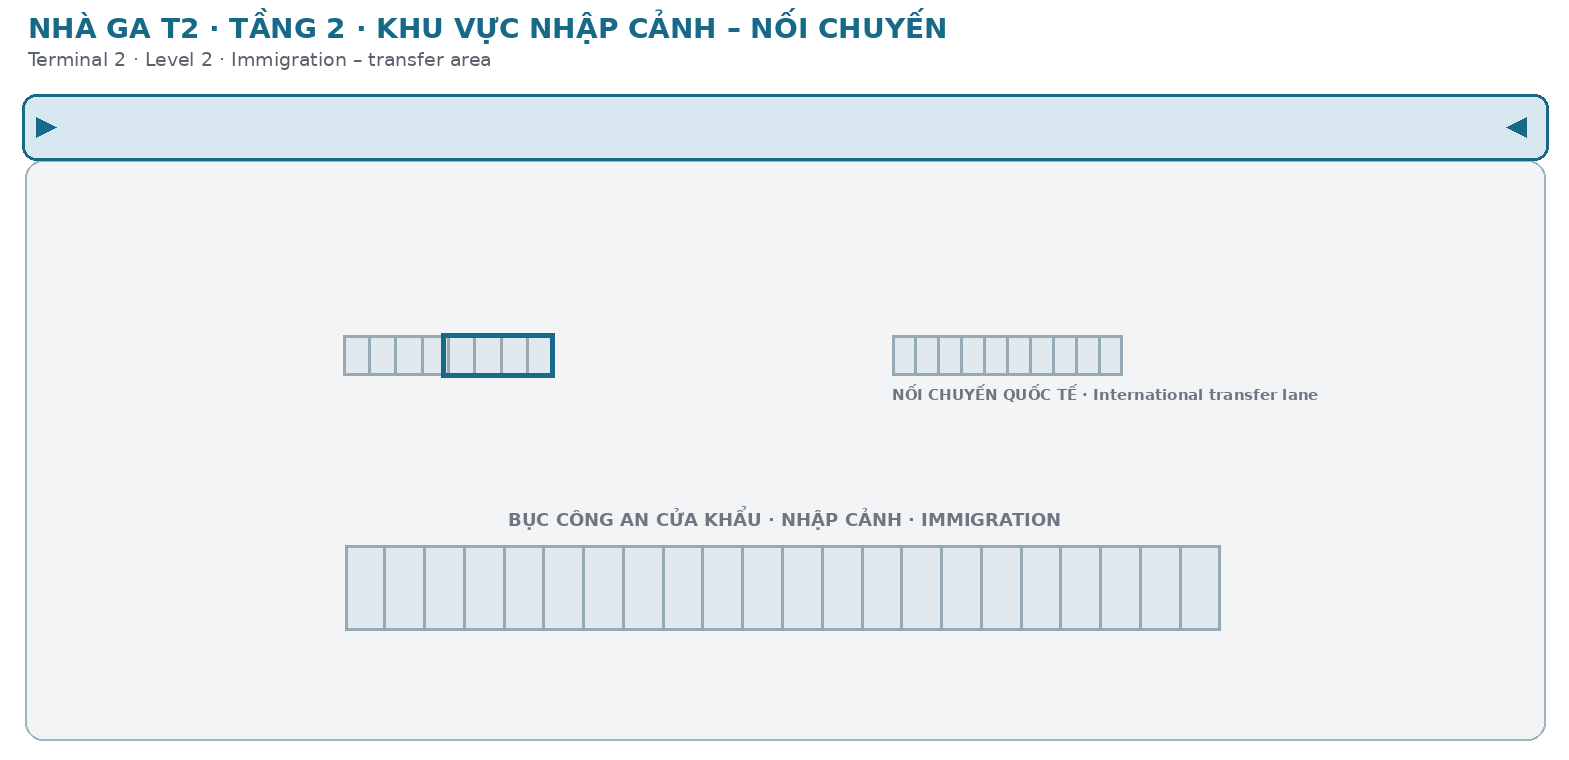 NHÀ GA T2 · TẦNG 2 · KHU VỰC NHẬP CẢNH – NỐI CHUYẾN
Terminal 2 · Level 2 · Immigration – transfer area
NỐI CHUYẾN QUỐC TẾ · International transfer lane
BỤC CÔNG AN CỬA KHẨU · NHẬP CẢNH · IMMIGRATION